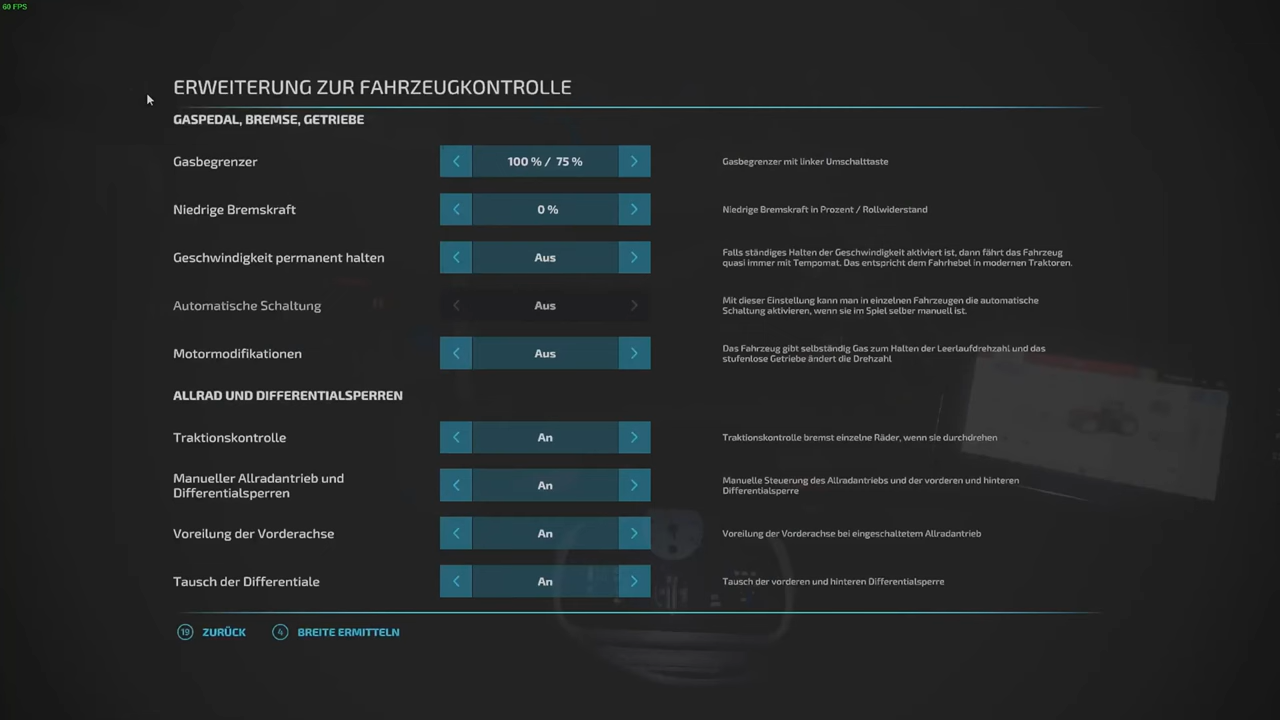 60 FPS
ERWEITERUNG ZUR FAHRZEUGKONTROLLE
GASPEDAL, BREMSE, GETRIEBE
Gasbegrenzer
100 % / 75 %
Gasbegrenzer mit linker Umschalttaste
Niedrige Bremskraft
0 %
Niedrige Bremskraft in Prozent / Rollwiderstand
Geschwindigkeit permanent halten
Aus
Falls ständiges Halten der Geschwindigkeit aktiviert ist, dann fährt das Fahrzeug
quasi immer mit Tempomat. Das entspricht dem Fahrhebel in modernen Traktoren.
Automatische Schaltung
Aus
Mit dieser Einstellung kann man in einzelnen Fahrzeugen die automatische
Schaltung aktivieren, wenn sie im Spiel selber manuell ist.
Motormodifikationen
Aus
Das Fahrzeug gibt selbständig Gas zum Halten der Leerlaufdrehzahl und das
stufenlose Getriebe ändert die Drehzahl
ALLRAD UND DIFFERENTIALSPERREN
Traktionskontrolle
An
Traktionskontrolle bremst einzelne Räder, wenn sie durchdrehen
Manueller Allradantrieb und
Differentialsperren
An
Manuelle Steuerung des Allradantriebs und der vorderen und hinteren
Differentialsperre
Voreilung der Vorderachse
An
Voreilung der Vorderachse bei eingeschaltetem Allradantrieb
Tausch der Differentiale
An
Tausch der vorderen und hinteren Differentialsperre
19 ZURÜCK
4 BREITE ERMITTELN